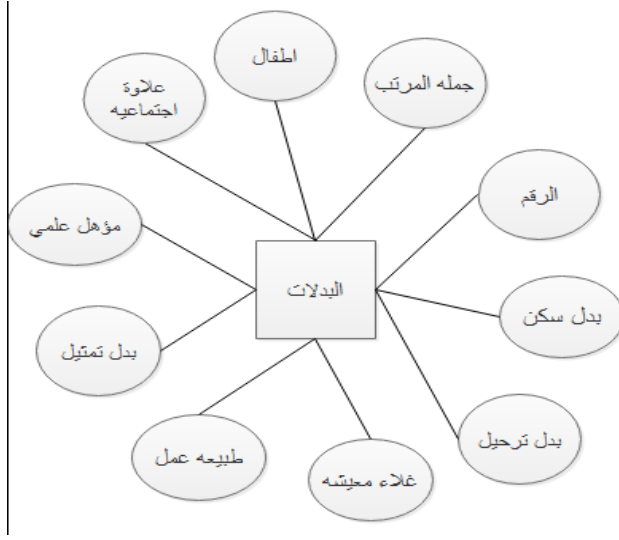 اطفال
جمله المرتب
علاوة
اجتماعيه
الرقم
مؤهل علمي
البدلات
بدل سكن
بدل تمثيل
بدل ترحيل
طبيعه عمل
غلاء معيشه